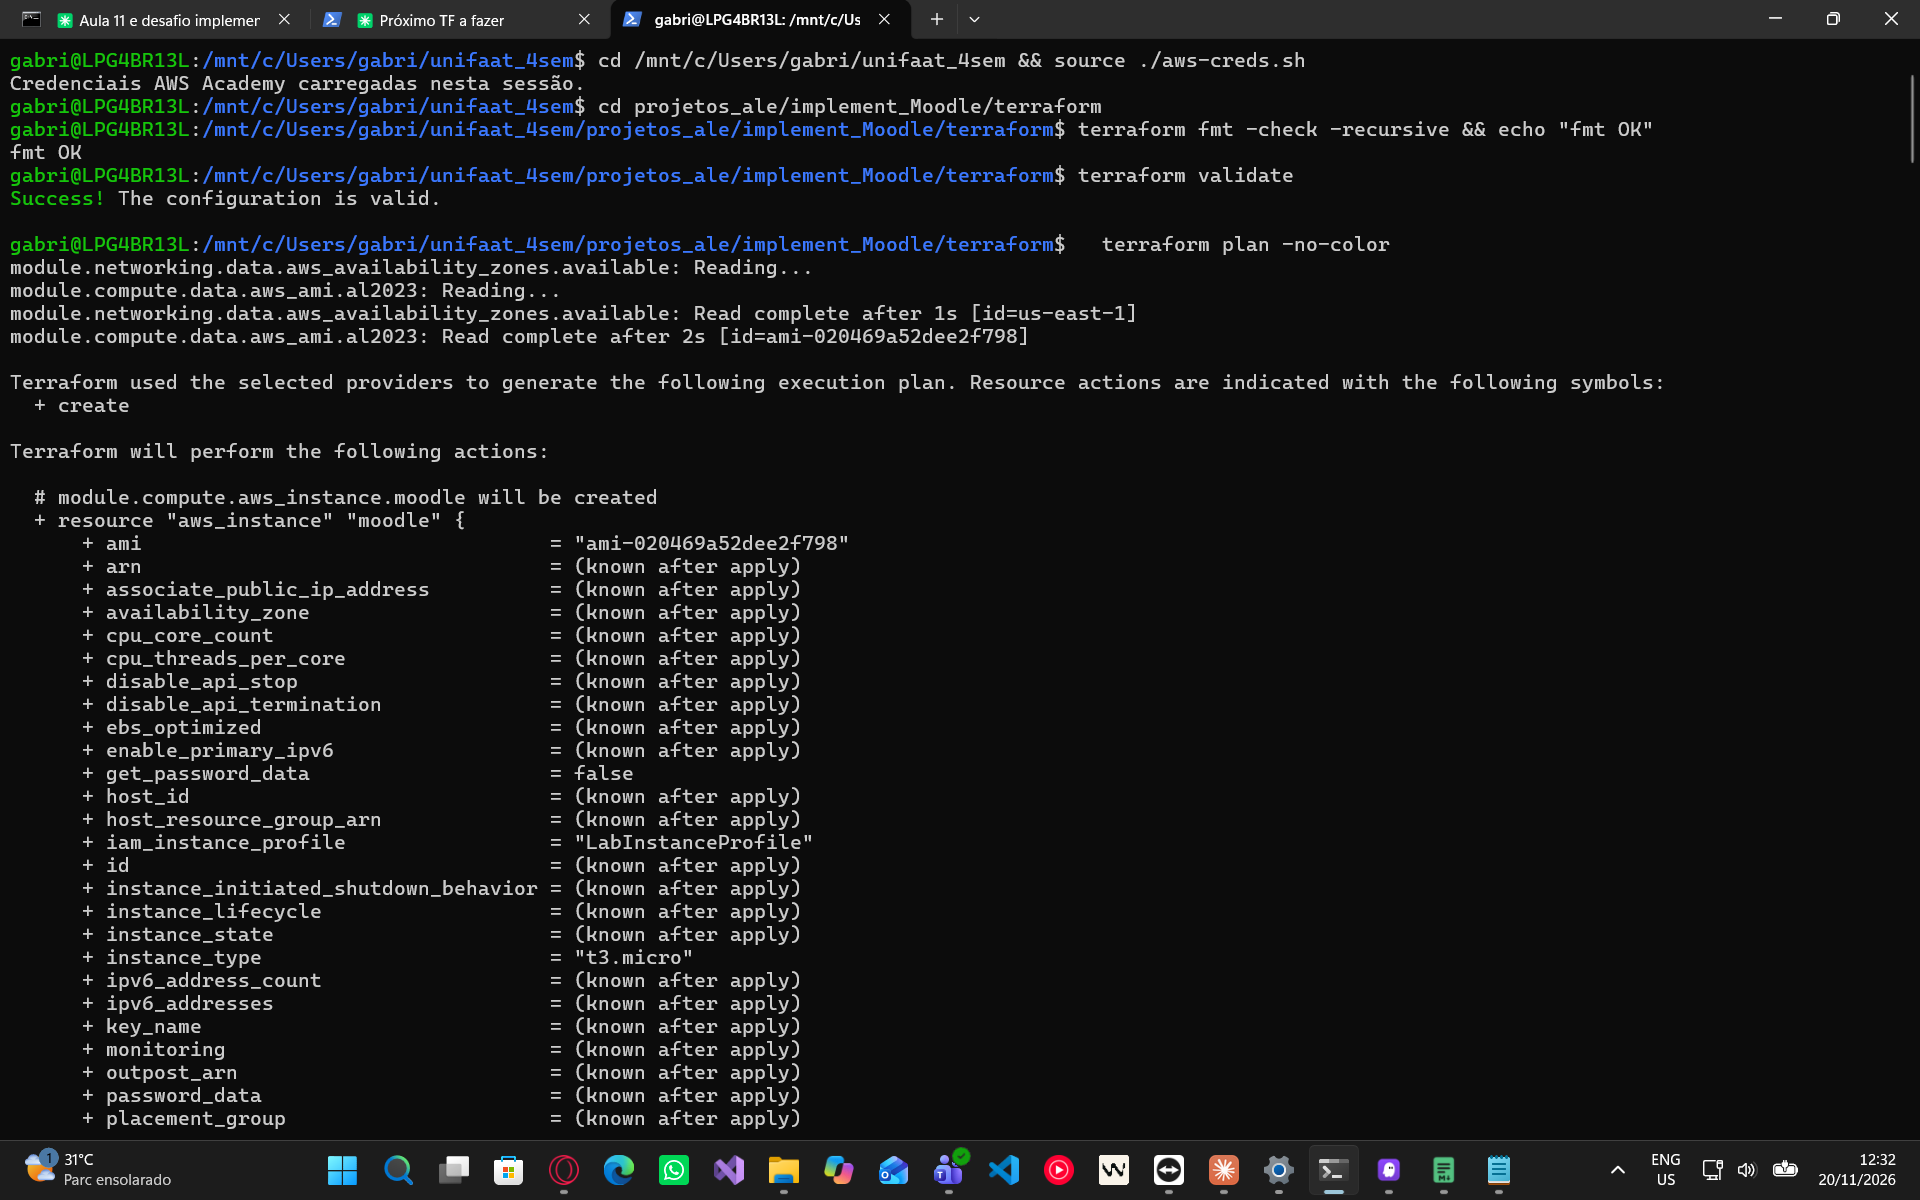 Aula 11 e desafio implemer
Próximo TF a fazer
gabri@LPG4BR13L: /mnt/c/Us
gabri@LPG4BR13L:/mnt/c/Users/gabri/unifaat_4sem$ cd /mnt/c/Users/gabri/unifaat_4sem && source ./aws-creds.sh
Credenciais AWS Academy carregadas nesta sessão.
gabri@LPG4BR13L:/mnt/c/Users/gabri/unifaat_4sem$ cd projetos_ale/implement_Moodle/terraform
gabri@LPG4BR13L:/mnt/c/Users/gabri/unifaat_4sem/projetos_ale/implement_Moodle/terraform$ terraform fmt -check -recursive && echo "fmt OK"
fmt OK
gabri@LPG4BR13L:/mnt/c/Users/gabri/unifaat_4sem/projetos_ale/implement_Moodle/terraform$ terraform validate
Success! The configuration is valid.
gabri@LPG4BR13L:/mnt/c/Users/gabri/unifaat_4sem/projetos_ale/implement_Moodle/terraform$   terraform plan -no-color
module.networking.data.aws_availability_zones.available: Reading...
module.compute.data.aws_ami.al2023: Reading...
module.networking.data.aws_availability_zones.available: Read complete after 1s [id=us-east-1]
module.compute.data.aws_ami.al2023: Read complete after 2s [id=ami-020469a52dee2f798]
Terraform used the selected providers to generate the following execution plan. Resource actions are indicated with the following symbols:
  + create
Terraform will perform the following actions:
  # module.compute.aws_instance.moodle will be created
  + resource "aws_instance" "moodle" {
      + ami                                  = "ami-020469a52dee2f798"
      + arn                                  = (known after apply)
      + associate_public_ip_address          = (known after apply)
      + availability_zone                    = (known after apply)
      + cpu_core_count                       = (known after apply)
      + cpu_threads_per_core                 = (known after apply)
      + disable_api_stop                     = (known after apply)
      + disable_api_termination              = (known after apply)
      + ebs_optimized                        = (known after apply)
      + enable_primary_ipv6                  = (known after apply)
      + get_password_data                    = false
      + host_id                              = (known after apply)
      + host_resource_group_arn              = (known after apply)
      + iam_instance_profile                 = "LabInstanceProfile"
      + id                                   = (known after apply)
      + instance_initiated_shutdown_behavior = (known after apply)
      + instance_lifecycle                   = (known after apply)
      + instance_state                       = (known after apply)
      + instance_type                        = "t3.micro"
      + ipv6_address_count                   = (known after apply)
      + ipv6_addresses                       = (known after apply)
      + key_name                             = (known after apply)
      + monitoring                           = (known after apply)
      + outpost_arn                          = (known after apply)
      + password_data                        = (known after apply)
      + placement_group                      = (known after apply)
1
31°C
Parc ensolarado
ENG
US
12:32
20/11/2026